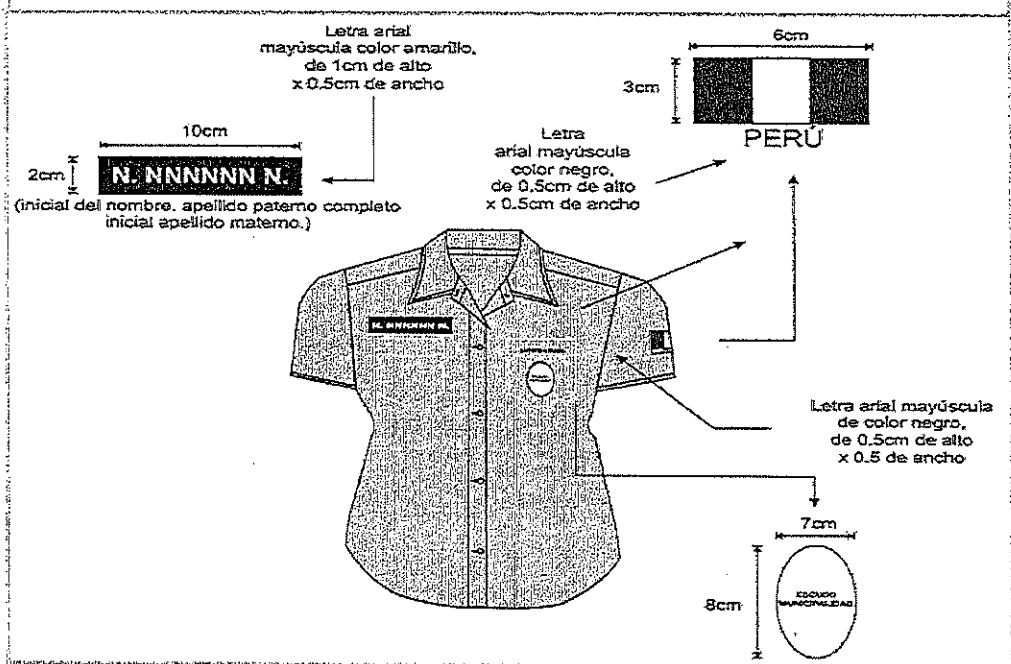 Letra arial
mayúscula color amarillo,
de 1cm de alto
x 0.5cm de ancho
10cm
2cm
N. NNNNNN N.
(inicial del nombre. apellido paterno completo
inicial apellido materno.)
6cm
3cm
PERÚ
Letra
arial mayúscula
color negro,
de 0.5cm de alto
x 0.5cm de ancho
N. NNNNNN N.
Letra arial mayúscula
de color negro,
de 0.5cm de alto
x 0.5 de ancho
7cm
8cm
ESCUDO
MUNICIPALIDAD